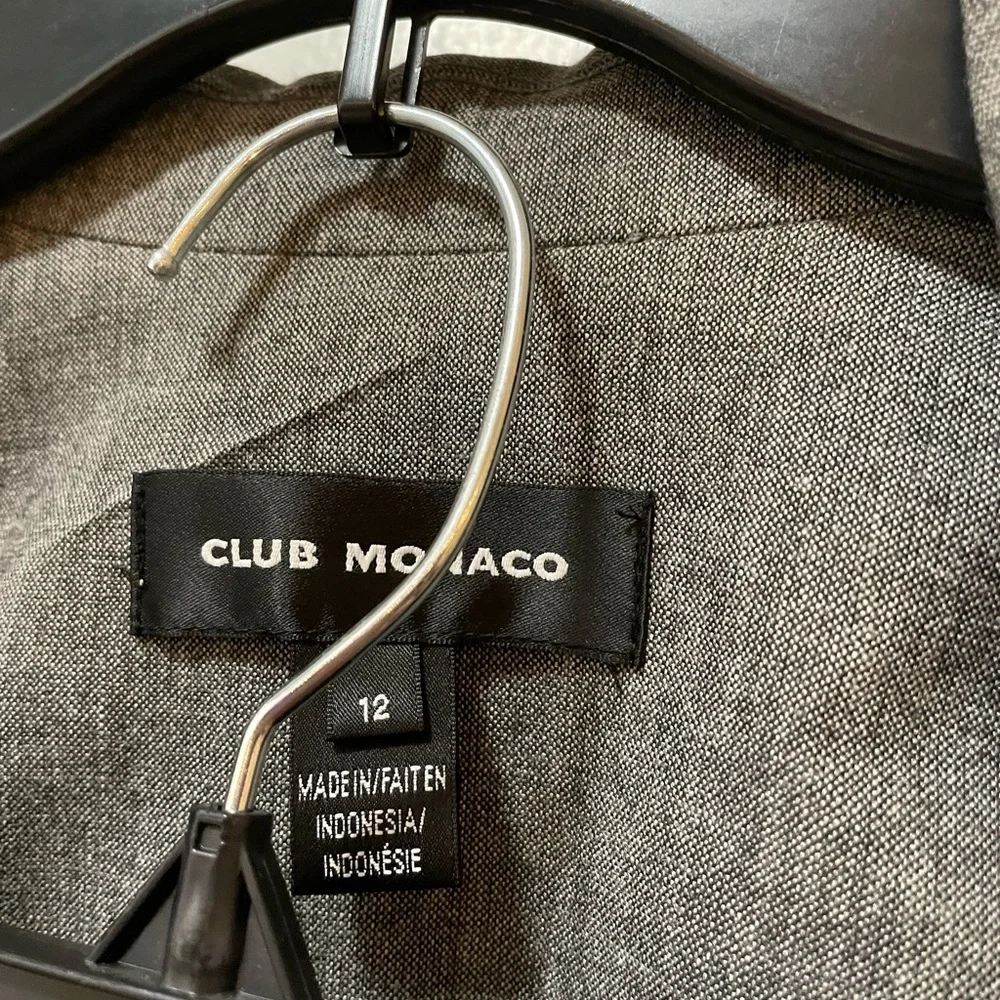 CLUB MONACO
12
MADE IN/FAIT EN
INDONESIA/
INDONÉSIE